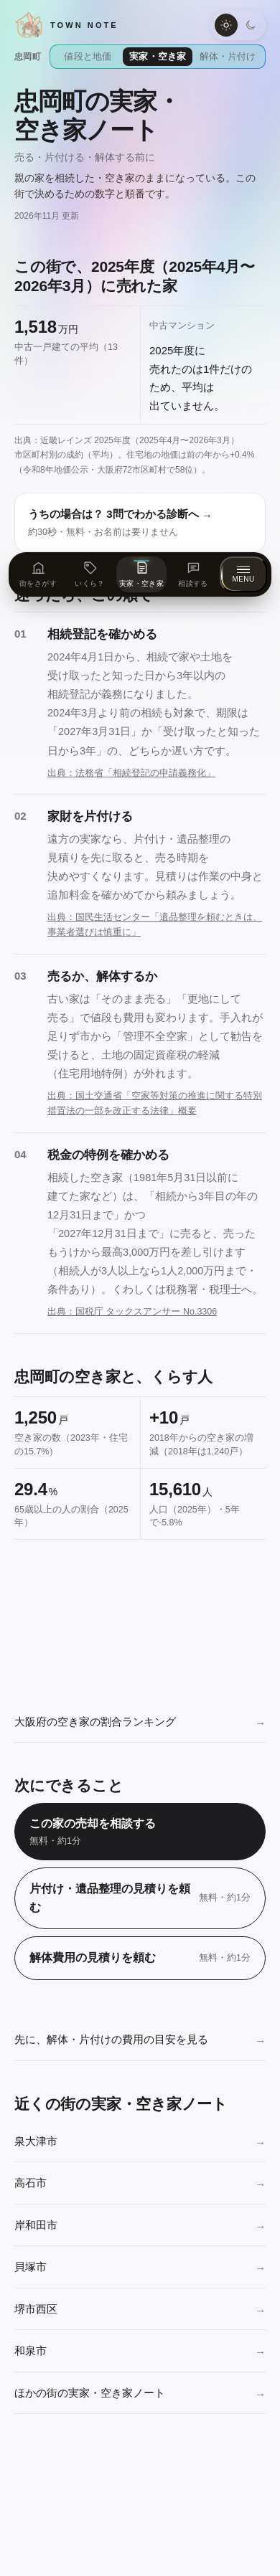 TOWN NOTE
忠岡町
値段と地価
実家・空き家
解体・片付け
忠岡町の実家・
空き家ノート
売る・片付ける・解体する前に
親の家を相続した・空き家のままになっている。この
街で決めるための数字と順番です。
2026年11月 更新
この街で、2025年度（2025年4月〜
2026年3月）に売れた家
1,518万円
中古一戸建ての平均（13
件）
中古マンション
2025年度に
売れたのは1件だけの
ため、平均は
出ていません。
出典：近畿レインズ 2025年度（2025年4月〜2026年3月）
市区町村別の成約（平均）。住宅地の地価は前の年から+0.4%
（令和8年地価公示・大阪府72市区町村で58位）。
うちの場合は？ 3問でわかる診断へ →
約30秒・無料・お名前は要りません
街をさがす
いくら？
実家・空き家
相談する
MENU
01
相続登記を確かめる
2024年4月1日から、相続で家や土地を
受け取ったと知った日から3年以内の
相続登記が義務になりました。
2024年3月より前の相続も対象で、期限は
「2027年3月31日」か「受け取ったと知った
日から3年」の、どちらか遅い方です。
出典：法務省「相続登記の申請義務化」
02
家財を片付ける
遠方の実家なら、片付け・遺品整理の
見積りを先に取ると、売る時期を
決めやすくなります。見積りは作業の中身と
追加料金を確かめてから頼みましょう。
出典：国民生活センター「遺品整理を頼むときは、
事業者選びは慎重に」
03
売るか、解体するか
古い家は「そのまま売る」「更地にして
売る」で値段も費用も変わります。手入れが
足りず市から「管理不全空家」として勧告を
受けると、土地の固定資産税の軽減
（住宅用地特例）が外れます。
出典：国土交通省「空家等対策の推進に関する特別
措置法の一部を改正する法律」概要
04
税金の特例を確かめる
相続した空き家（1981年5月31日以前に
建てた家など）は、「相続から3年目の年の
12月31日まで」かつ
「2027年12月31日まで」に売ると、売った
もうけから最高3,000万円を差し引けます
（相続人が3人以上なら1人2,000万円まで・
条件あり）。くわしくは税務署・税理士へ。
出典：国税庁 タックスアンサー No.3306
忠岡町の空き家と、くらす人
1,250戸
空き家の数（2023年・住宅
の15.7%）
+10戸
2018年からの空き家の増
減（2018年は1,240戸）
29.4%
65歳以上の人の割合（2025
年）
15,610人
人口（2025年）・5年
で-5.8%
大阪府の空き家の割合ランキング →
次にできること
この家の売却を相談する
無料・約1分
片付け・遺品整理の見積りを頼
む
無料・約1分
解体費用の見積りを頼む
無料・約1分
先に、解体・片付けの費用の目安を見る →
近くの街の実家・空き家ノート
泉大津市 →
高石市 →
岸和田市 →
貝塚市 →
堺市西区 →
和泉市 →
ほかの街の実家・空き家ノート →